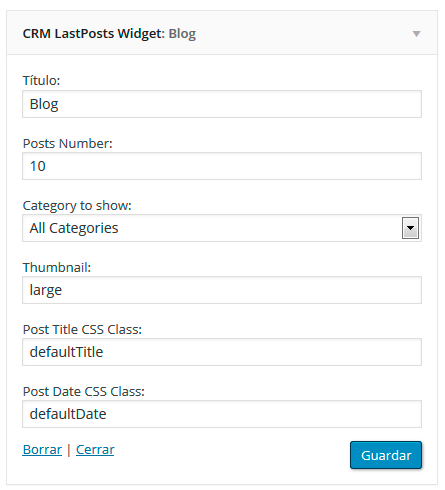 CRM LastPosts Widget: Blog
Título:
Blog
Posts Number:
10
Category to show:
All Categories
Thumbnail:
large
Post Title CSS Class:
defaultTitle
Post Date CSS Class:
defaultDate
Borrar | Cerrar Guardar